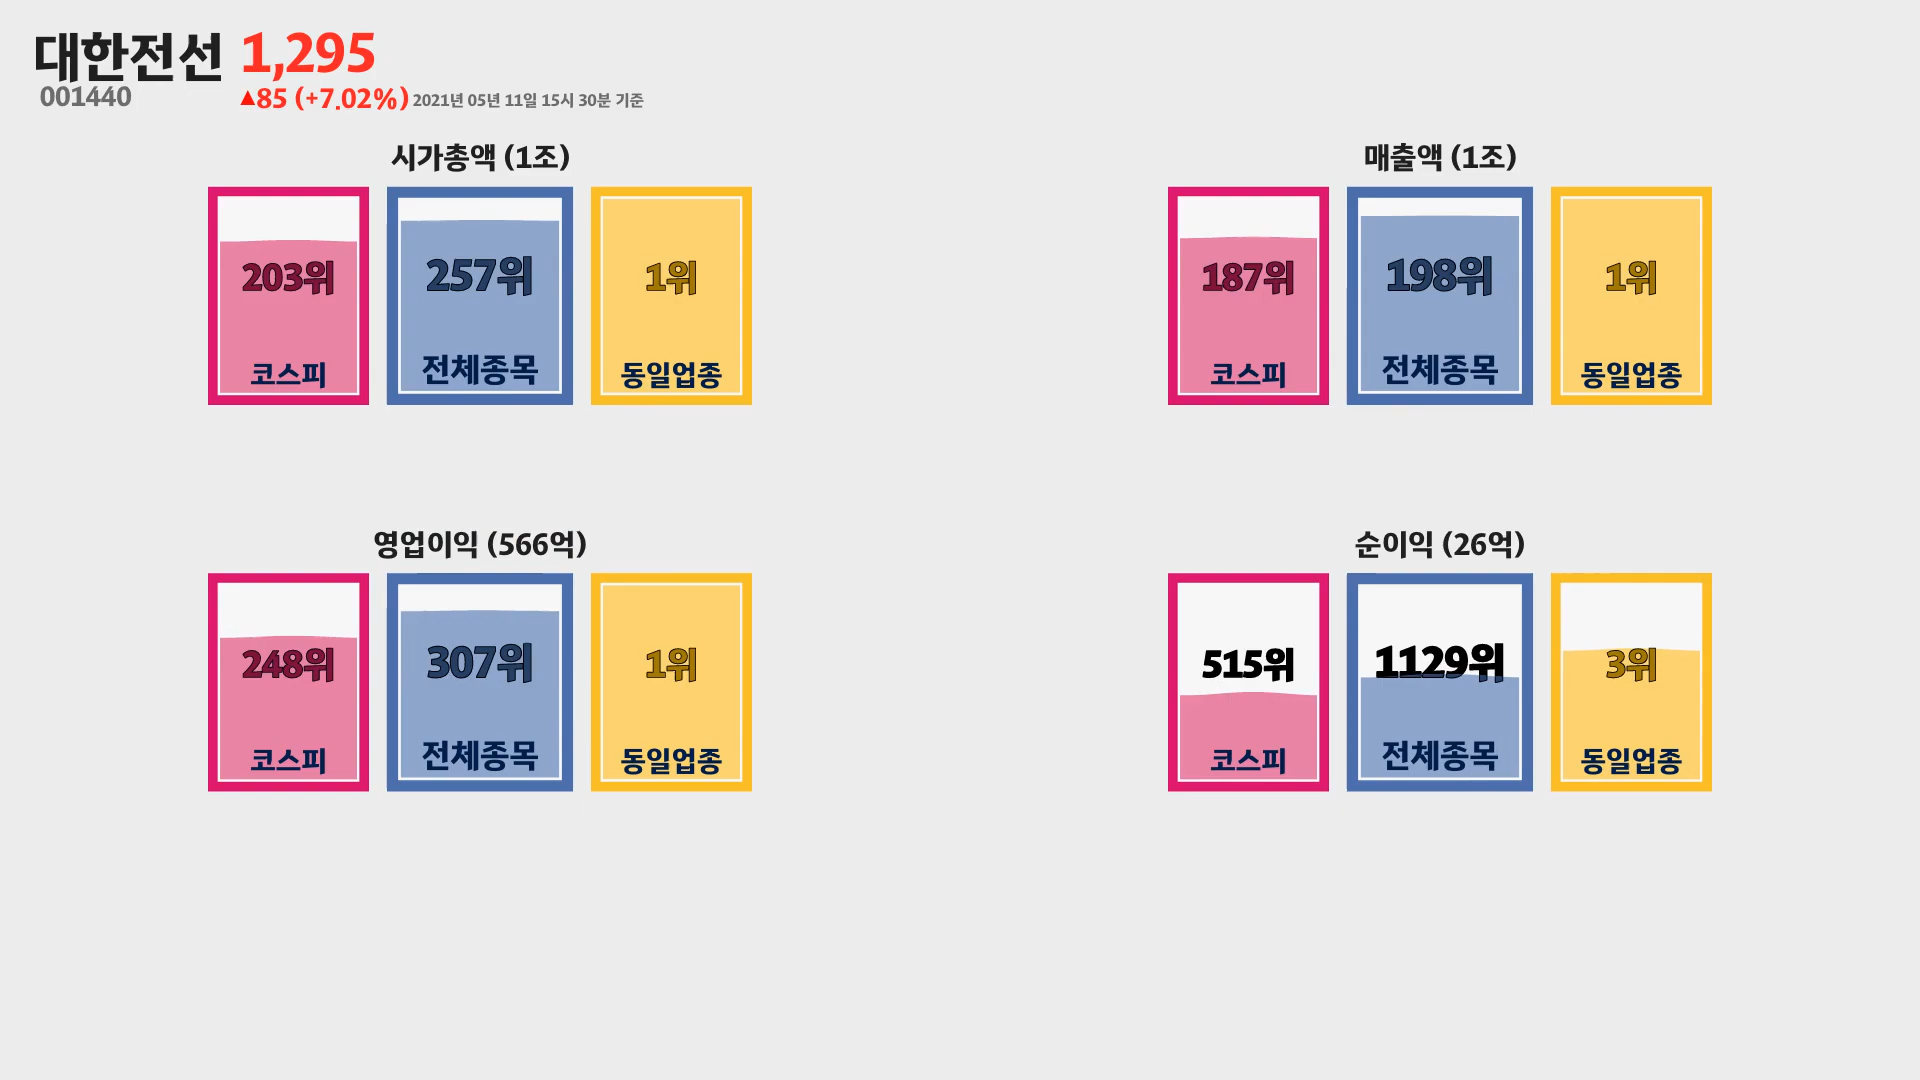 대한전선 1,295
001440 ▲85 (+7.02%) 2021년 05년 11일 15시 30분 기준
시가총액 (1조)
203위 257위 1위
코스피 전체종목 동일업종
매출액 (1조)
187위 198위 1위
코스피 전체종목 동일업종
영업이익 (566억)
248위 307위 1위
코스피 전체종목 동일업종
순이익 (26억)
515위 1129위 3위
코스피 전체종목 동일업종